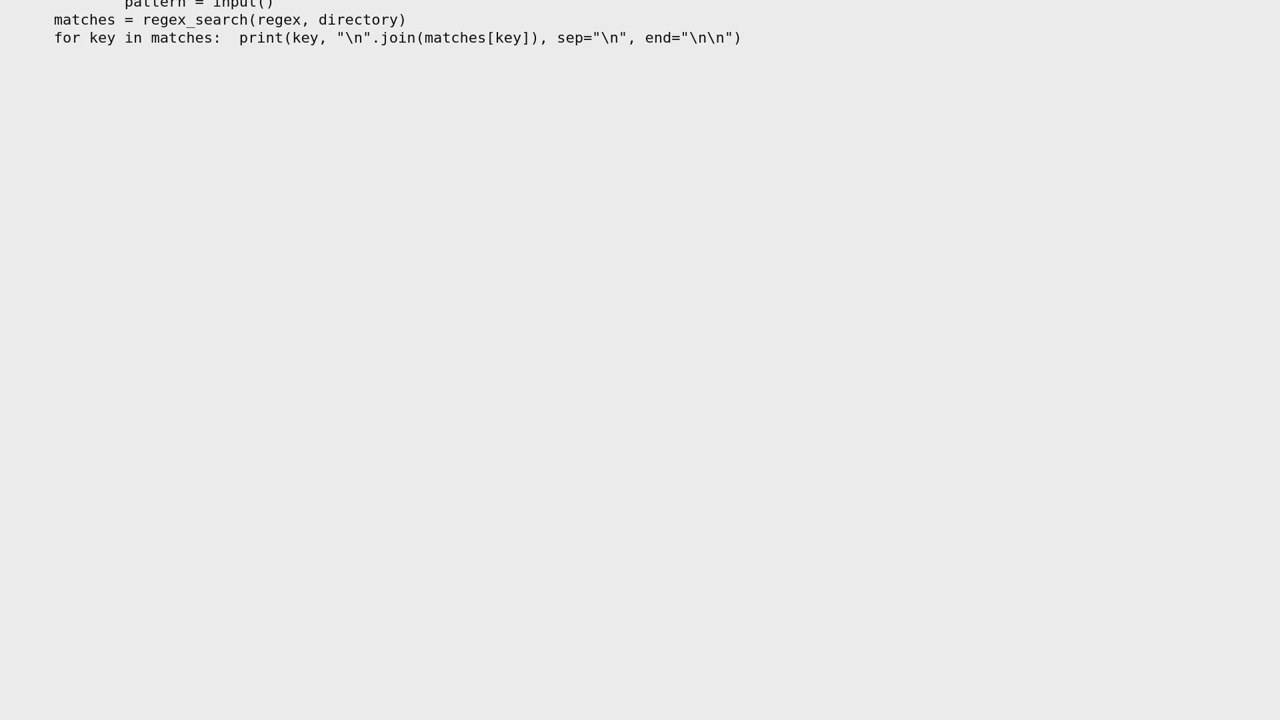 pattern = input()
matches = regex_search(regex, directory)
for key in matches:  print(key, "\n".join(matches[key]), sep="\n", end="\n\n")